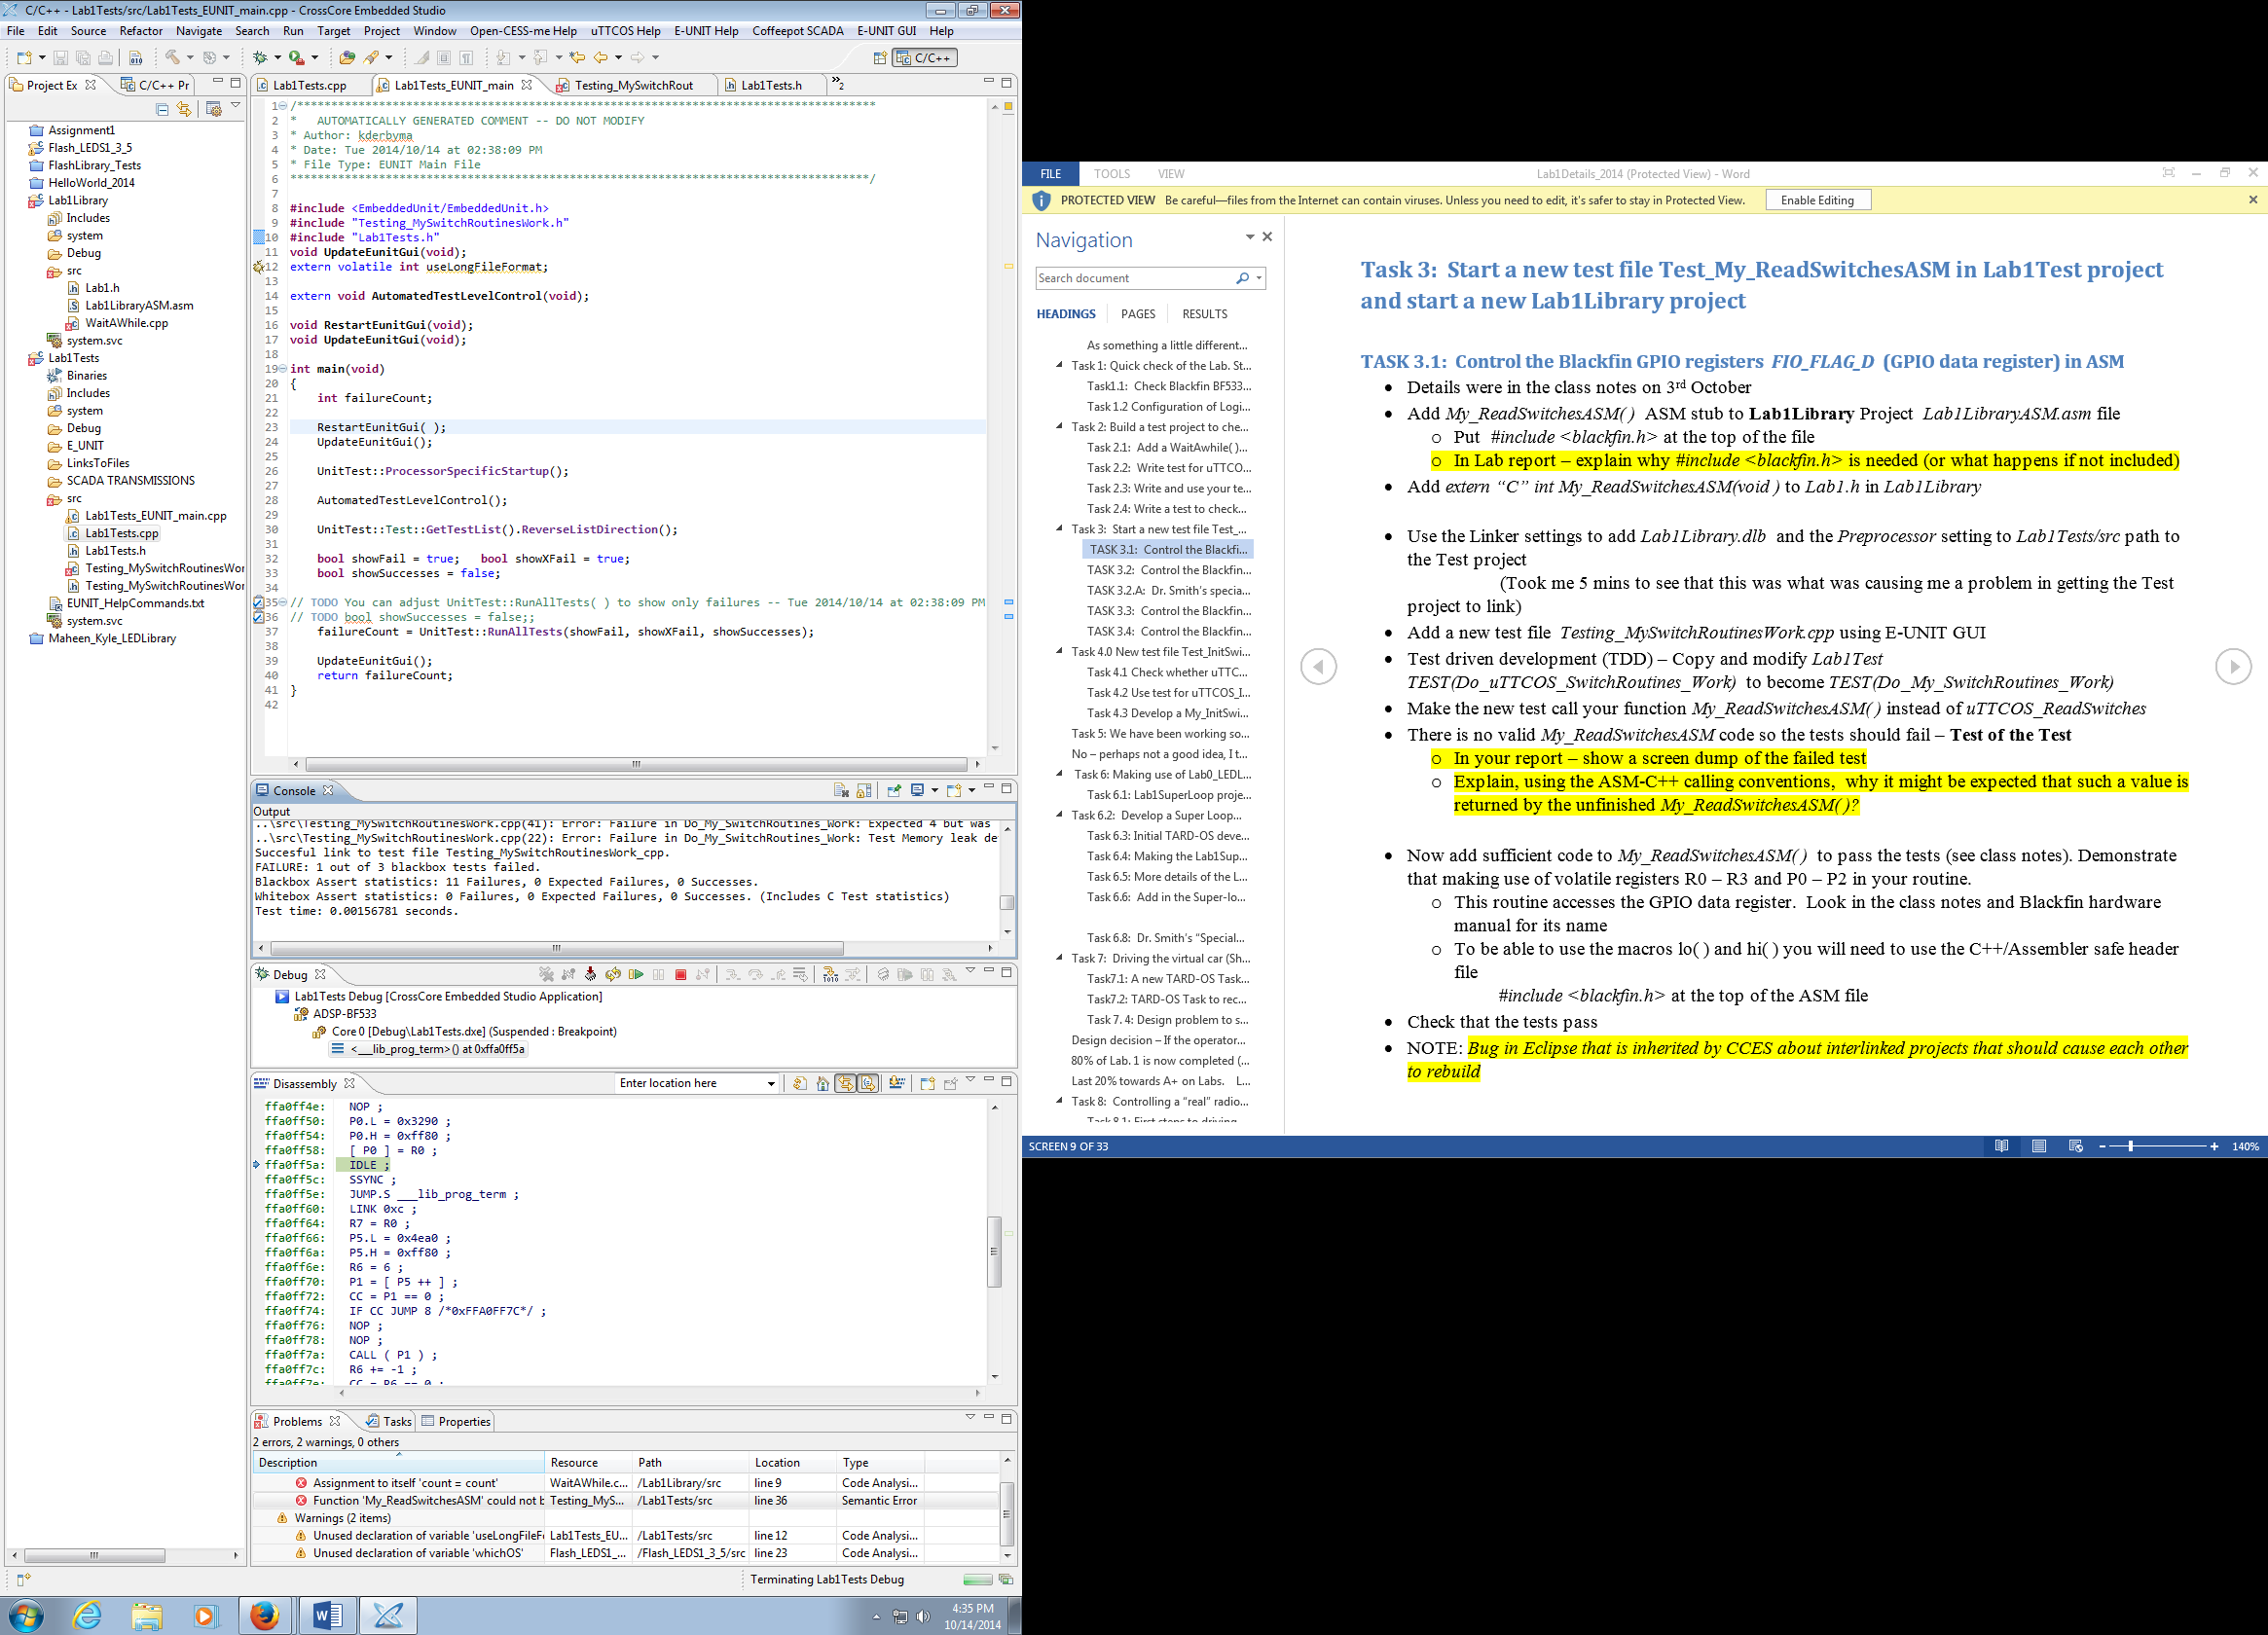 C/C++ - Lab1Tests/src/Lab1Tests_EUNIT_main.cpp - CrossCore Embedded Studio
File Edit Source Refactor Navigate Search Run Target Project Window Open-CESS-me Help uTTCOS Help E-UNIT Help Coffeepot SCADA E-UNIT GUI Help
C/C++
Project Ex C/C++ Pr
Assignment1
Flash_LEDS1_3_5
FlashLibrary_Tests
HelloWorld_2014
Lab1Library
Includes
system
Debug
src
Lab1.h
Lab1LibraryASM.asm
WaitAWhile.cpp
system.svc
Lab1Tests
Binaries
Includes
system
Debug
E_UNIT
LinksToFiles
SCADA TRANSMISSIONS
src
Lab1Tests_EUNIT_main.cpp
Lab1Tests.cpp
Lab1Tests.h
Testing_MySwitchRoutinesWor
Testing_MySwitchRoutinesWor
EUNIT_HelpCommands.txt
system.svc
Maheen_Kyle_LEDLibrary
Lab1Tests.cpp Lab1Tests_EUNIT_main Testing_MySwitchRout Lab1Tests.h »2
1 /*************************************************************************************
2 * AUTOMATICALLY GENERATED COMMENT -- DO NOT MODIFY
3 * Author: kderbyma
4 * Date: Tue 2014/10/14 at 02:38:09 PM
5 * File Type: EUNIT Main File
6 *************************************************************************************/
7
8 #include <EmbeddedUnit/EmbeddedUnit.h>
9 #include "Testing_MySwitchRoutinesWork.h"
10 #include "Lab1Tests.h"
11 void UpdateEunitGui(void);
12 extern volatile int useLongFileFormat;
13
14 extern void AutomatedTestLevelControl(void);
15
16 void RestartEunitGui(void);
17 void UpdateEunitGui(void);
18
19 int main(void)
20 {
21 int failureCount;
22
23 RestartEunitGui( );
24 UpdateEunitGui();
25
26 UnitTest::ProcessorSpecificStartup();
27
28 AutomatedTestLevelControl();
29
30 UnitTest::Test::GetTestList().ReverseListDirection();
31
32 bool showFail = true; bool showXFail = true;
33 bool showSuccesses = false;
34
35 // TODO You can adjust UnitTest::RunAllTests( ) to show only failures -- Tue 2014/10/14 at 02:38:09 PM
36 // TODO bool showSuccesses = false;;
37 failureCount = UnitTest::RunAllTests(showFail, showXFail, showSuccesses);
38
39 UpdateEunitGui();
40 return failureCount;
41 }
42
Console
Output
..\src\Testing_MySwitchRoutinesWork.cpp(41): Error: Failure in Do_My_Switch_Routines_Work: Expected 4 but was
..\src\Testing_MySwitchRoutinesWork.cpp(22): Error: Failure in Do_My_SwitchRoutines_Work: Test Memory leak de
Succesful link to test file Testing_MySwitchRoutinesWork_cpp.
FAILURE: 1 out of 3 blackbox tests failed.
Blackbox Assert statistics: 11 Failures, 0 Expected Failures, 0 Successes.
Whitebox Assert statistics: 0 Failures, 0 Expected Failures, 0 Successes. (Includes C Test statistics)
Test time: 0.00156781 seconds.
Debug
Lab1Tests Debug [CrossCore Embedded Studio Application]
ADSP-BF533
Core 0 [Debug\Lab1Tests.dxe] (Suspended : Breakpoint)
<___lib_prog_term>() at 0xffa0ff5a
Disassembly Enter location here
ffa0ff4e: NOP ;
ffa0ff50: P0.L = 0x3290 ;
ffa0ff54: P0.H = 0xff80 ;
ffa0ff58: [ P0 ] = R0 ;
ffa0ff5a: IDLE ;
ffa0ff5c: SSYNC ;
ffa0ff5e: JUMP.S ___lib_prog_term ;
ffa0ff60: LINK 0xc ;
ffa0ff64: R7 = R0 ;
ffa0ff66: P5.L = 0x4ea0 ;
ffa0ff6a: P5.H = 0xff80 ;
ffa0ff6e: R6 = 6 ;
ffa0ff70: P1 = [ P5 ++ ] ;
ffa0ff72: CC = P1 == 0 ;
ffa0ff74: IF CC JUMP 8 /*0xFFA0FF7C*/ ;
ffa0ff76: NOP ;
ffa0ff78: NOP ;
ffa0ff7a: CALL ( P1 ) ;
ffa0ff7c: R6 += -1 ;
ffa0ff7e: CC = R6 == 0 ;
Problems Tasks Properties
2 errors, 2 warnings, 0 others
Description Resource Path Location Type
Assignment to itself 'count = count' WaitAWhile.c... /Lab1Library/src line 9 Code Analysi...
Function 'My_ReadSwitchesASM' could not b Testing_MyS... /Lab1Tests/src line 36 Semantic Error
Warnings (2 items)
Unused declaration of variable 'useLongFileFo Lab1Tests_EU... /Lab1Tests/src line 12 Code Analysi...
Unused declaration of variable 'whichOS' Flash_LEDS1_... /Flash_LEDS1_3_5/src line 23 Code Analysi...
Terminating Lab1Tests Debug
4:35 PM
10/14/2014
FILE TOOLS VIEW Lab1Details_2014 (Protected View) - Word
PROTECTED VIEW Be careful—files from the Internet can contain viruses. Unless you need to edit, it's safer to stay in Protected View. Enable Editing
Navigation
Search document
HEADINGS PAGES RESULTS
As something a little different...
Task 1: Quick check of the Lab. St...
Task1.1: Check Blackfin BF533...
Task 1.2 Configuration of Logi...
Task 2: Build a test project to che...
Task 2.1: Add a WaitAwhile( )...
Task 2.2: Write test for uTTCO...
Task 2.3: Write and use your te...
Task 2.4: Write a test to check...
Task 3: Start a new test file Test_...
TASK 3.1: Control the Blackfi...
TASK 3.2: Control the Blackfin...
TASK 3.2.A: Dr. Smith's specia...
TASK 3.3: Control the Blackfin...
TASK 3.4: Control the Blackfin...
Task 4.0 New test file Test_InitSwi...
Task 4.1 Check whether uTTC...
Task 4.2 Use test for uTTCOS_I...
Task 4.3 Develop a My_InitSwi...
Task 5: We have been working so...
No – perhaps not a good idea, I t...
Task 6: Making use of Lab0_LEDL...
Task 6.1: Lab1SuperLoop proje...
Task 6.2: Develop a Super Loop...
Task 6.3: Initial TARD-OS deve...
Task 6.4: Making the Lab1Sup...
Task 6.5: More details of the L...
Task 6.6: Add in the Super-lo...
Task 6.8: Dr. Smith's "Special...
Task 7: Driving the virtual car (Sh...
Task7.1: A new TARD-OS Task...
Task7.2: TARD-OS Task to rec...
Task 7. 4: Design problem to s...
Design decision – If the operator...
80% of Lab. 1 is now completed (...
Last 20% towards A+ on Labs. L...
Task 8: Controlling a "real" radio...
Task 8.1: First steps to driving...
Task 3: Start a new test file Test_My_ReadSwitchesASM in Lab1Test project
and start a new Lab1Library project
TASK 3.1: Control the Blackfin GPIO registers FIO_FLAG_D (GPIO data register) in ASM
• Details were in the class notes on 3rd October
• Add My_ReadSwitchesASM( ) ASM stub to Lab1Library Project Lab1LibraryASM.asm file
o Put #include <blackfin.h> at the top of the file
o In Lab report – explain why #include <blackfin.h> is needed (or what happens if not included)
• Add extern “C” int My_ReadSwitchesASM(void ) to Lab1.h in Lab1Library
• Use the Linker settings to add Lab1Library.dlb and the Preprocessor setting to Lab1Tests/src path to
the Test project
(Took me 5 mins to see that this was what was causing me a problem in getting the Test
project to link)
• Add a new test file Testing_MySwitchRoutinesWork.cpp using E-UNIT GUI
• Test driven development (TDD) – Copy and modify Lab1Test
TEST(Do_uTTCOS_SwitchRoutines_Work) to become TEST(Do_My_SwitchRoutines_Work)
• Make the new test call your function My_ReadSwitchesASM( ) instead of uTTCOS_ReadSwitches
• There is no valid My_ReadSwitchesASM code so the tests should fail – Test of the Test
o In your report – show a screen dump of the failed test
o Explain, using the ASM-C++ calling conventions, why it might be expected that such a value is
returned by the unfinished My_ReadSwitchesASM( )?
• Now add sufficient code to My_ReadSwitchesASM( ) to pass the tests (see class notes). Demonstrate
that making use of volatile registers R0 – R3 and P0 – P2 in your routine.
o This routine accesses the GPIO data register. Look in the class notes and Blackfin hardware
manual for its name
o To be able to use the macros lo( ) and hi( ) you will need to use the C++/Assembler safe header
file
#include <blackfin.h> at the top of the ASM file
• Check that the tests pass
• NOTE: Bug in Eclipse that is inherited by CCES about interlinked projects that should cause each other
to rebuild
SCREEN 9 OF 33 140%